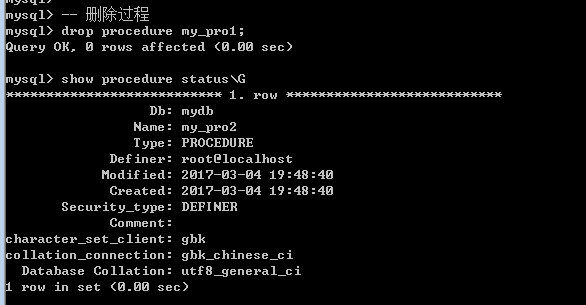 mysql> -- 删除过程
mysql> drop procedure my_pro1;
Query OK, 0 rows affected (0.00 sec)
mysql> show procedure status\G
*************************** 1. row ***************************
Db: mydb
Name: my_pro2
Type: PROCEDURE
Definer: root@localhost
Modified: 2017-03-04 19:48:40
Created: 2017-03-04 19:48:40
Security_type: DEFINER
Comment:
character_set_client: gbk
collation_connection: gbk_chinese_ci
Database Collation: utf8_general_ci
1 row in set (0.00 sec)